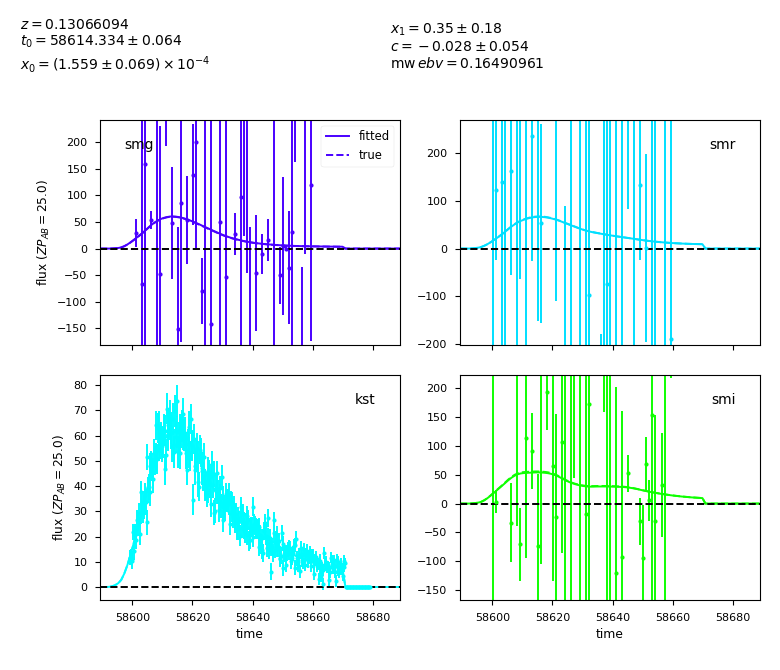 z = 0.13066094
t0 = 58614.334 ± 0.064
x0 = (1.559 ± 0.069) × 10^−4
x1 = 0.35 ± 0.18
c = −0.028 ± 0.054
mw ebv = 0.16490961
smg
fitted
true
200
150
100
50
0
−50
−100
−150
flux (ZP_AB = 25.0)
smr
200
100
0
−100
−200
kst
80
70
60
50
40
30
20
10
0
flux (ZP_AB = 25.0)
58600 58620 58640 58660 58680
time
smi
200
150
100
50
0
−50
−100
−150
58600 58620 58640 58660 58680
time